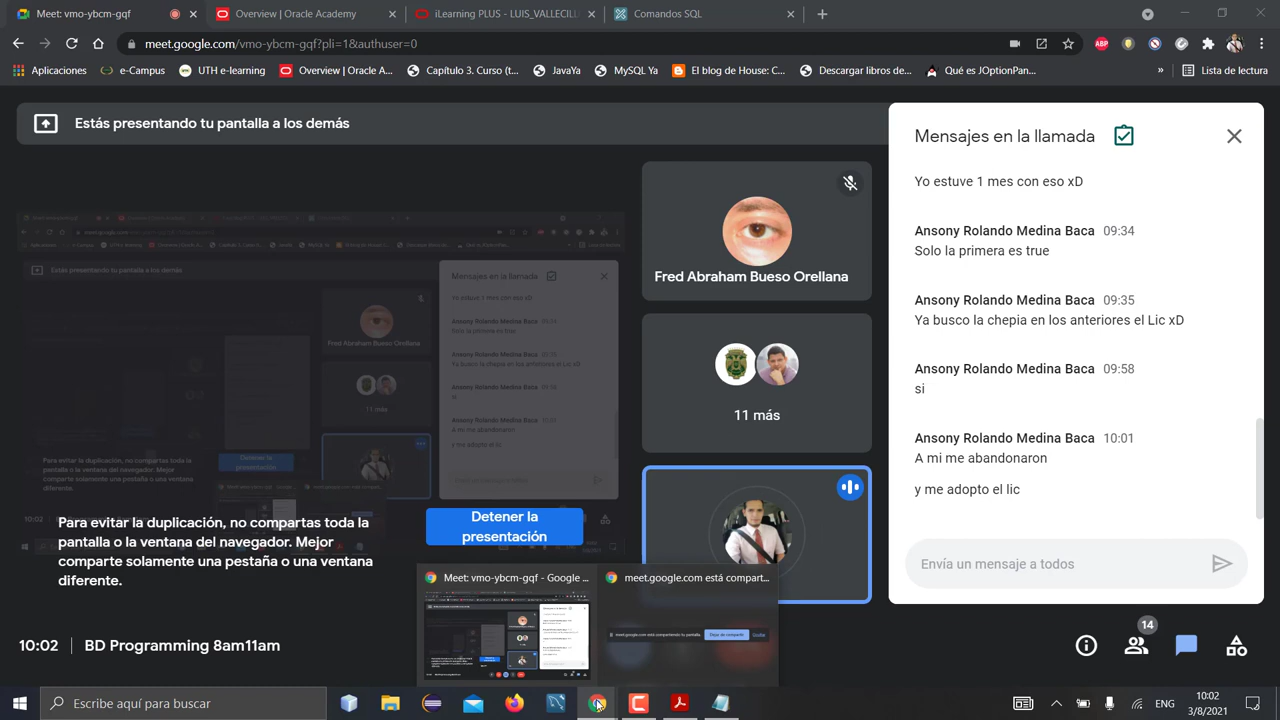 Meet
Overview | Oracle Academy
iLearning PLUS - LUIS_VALLECILL
Comandos SQL
meet.google.com/vmo-ybcm-gqf?pli=1&authuser=0
ABP
Aplicaciones
e-Campus
UTH e-learning
Overview | Oracle A...
Capítulo 3. Curso (t...
JavaYa
MySQL Ya
El blog de House: C...
Descargar libros de...
Qué es JOptionPan...
»
Lista de lectura
Estás presentando tu pantalla a los demás
Mensajes en la llamada
Yo estuve 1 mes con eso xD
Ansony Rolando Medina Baca 09:34
Solo la primera es true
Ansony Rolando Medina Baca 09:35
Ya busco la chepia en los anteriores el Lic xD
Ansony Rolando Medina Baca 09:58
si
Ansony Rolando Medina Baca 10:01
A mi me abandonaron
y me adopto el lic
Envía un mensaje a todos
Fred Abraham Bueso Orellana
11 más
Para evitar la duplicación, no compartas toda la
pantalla o la ventana del navegador. Mejor
comparte solamente una pestaña o una ventana
diferente.
Detener la
presentación
Meet: vmo-ybcm-gqf - Google ...
meet.google.com está compart...
10:02
BD Programming 8am1pm
14
Escribe aquí para buscar
ENG
10:02
3/8/2021